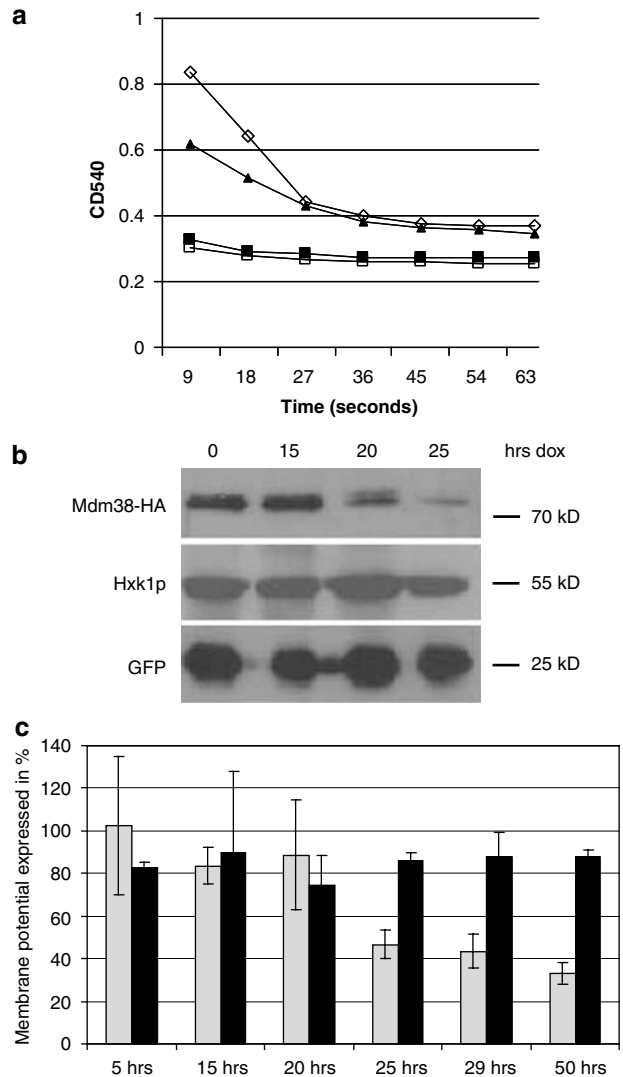 a
1
0.8
0.6
0.4
0.2
0
CD540
9 18 27 36 45 54 63
Time (seconds)
b
0 15 20 25 hrs dox
Mdm38-HA
70 kD
Hxk1p
55 kD
GFP
25 kD
c
140
120
100
80
60
40
20
0
Membrane potential expressed in %
5 hrs 15 hrs 20 hrs 25 hrs 29 hrs 50 hrs